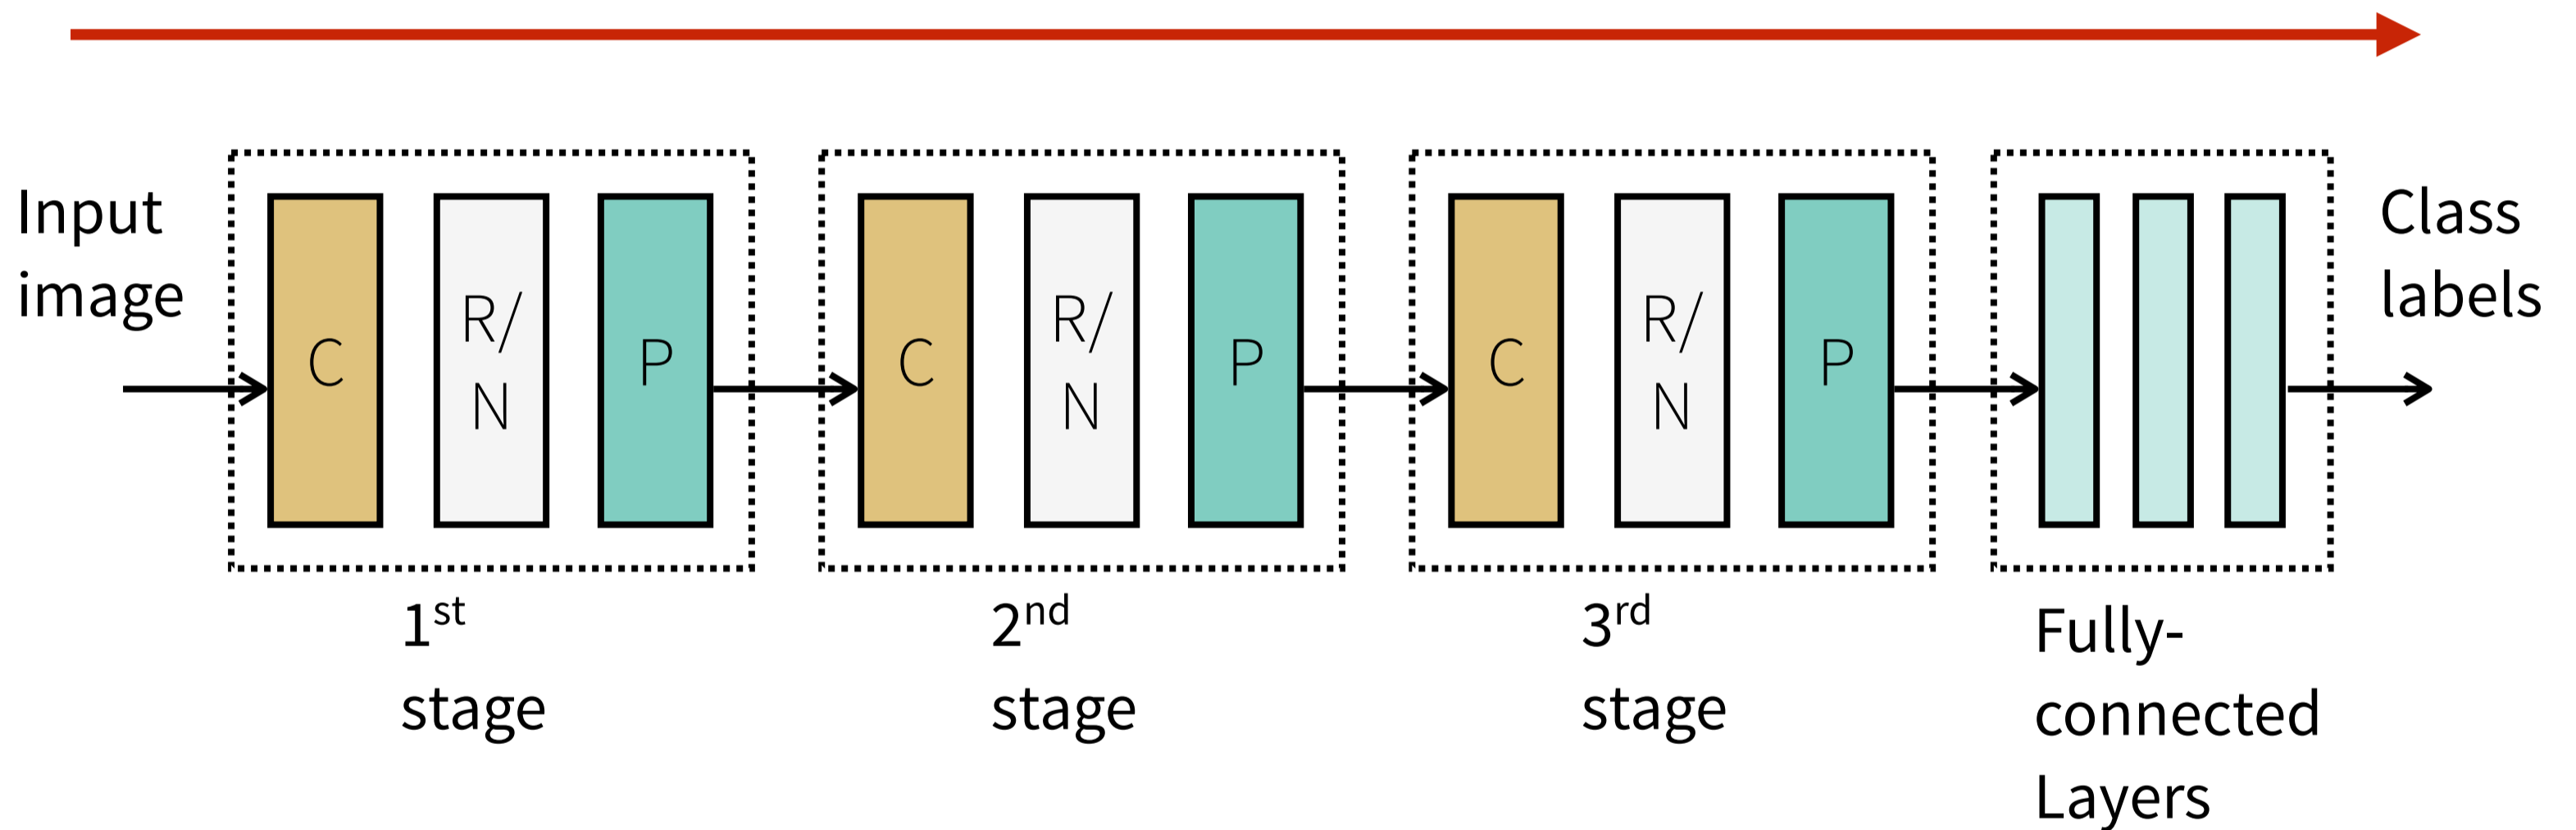 Input
image
C
R/
N
P
C
R/
N
P
C
R/
N
P
Class
labels
1st
stage
2nd
stage
3rd
stage
Fully-
connected
Layers